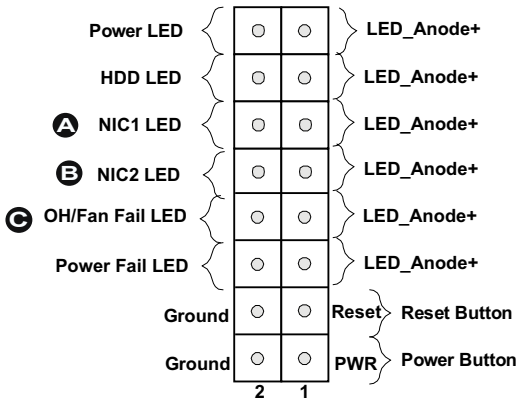 Power LED LED_Anode+
HDD LED LED_Anode+
A NIC1 LED LED_Anode+
B NIC2 LED LED_Anode+
C OH/Fan Fail LED LED_Anode+
Power Fail LED LED_Anode+
Ground Reset Reset Button
Ground PWR Power Button
2 1